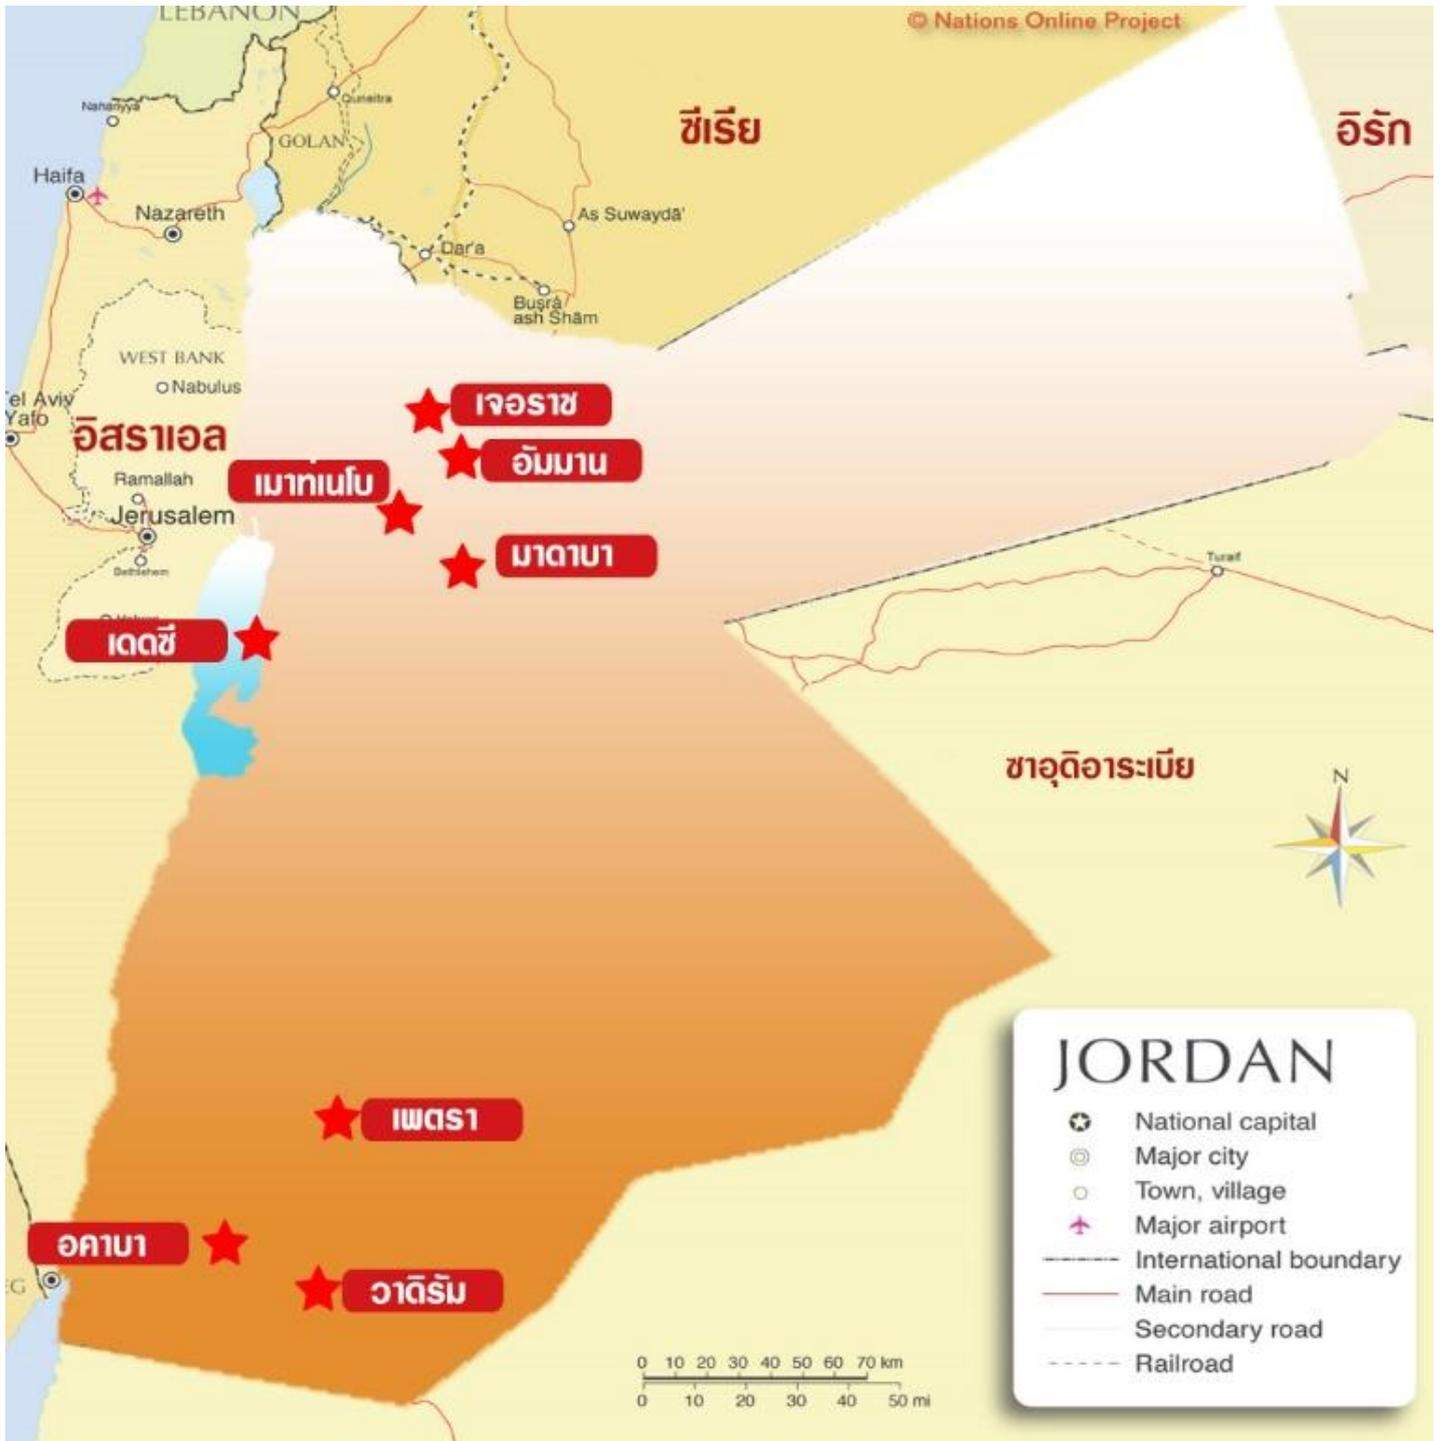 LEBANON
© Nations Online Project
Nahariyya
Quneitra
ซีเรีย
อิรัก
GOLAN
Haifa
Nazareth
As Suwaydā'
Dar'a
Buṣrá
ash Shām
WEST BANK
Nabulus
Tel Aviv
Yafo
เจอราช
อิสราเอล
อัมมาน
เมาท์เนโบ
Ramallah
Jerusalem
มาดาบา
Bethlehem
Turaif
เดดซี
ซาอุดิอาระเบีย
N
JORDAN
เพตรา
National capital
Major city
Town, village
Major airport
อคาบา
International boundary
EG
วาดิรัม
Main road
Secondary road
Railroad
0 10 20 30 40 50 60 70 km
0 10 20 30 40 50 mi